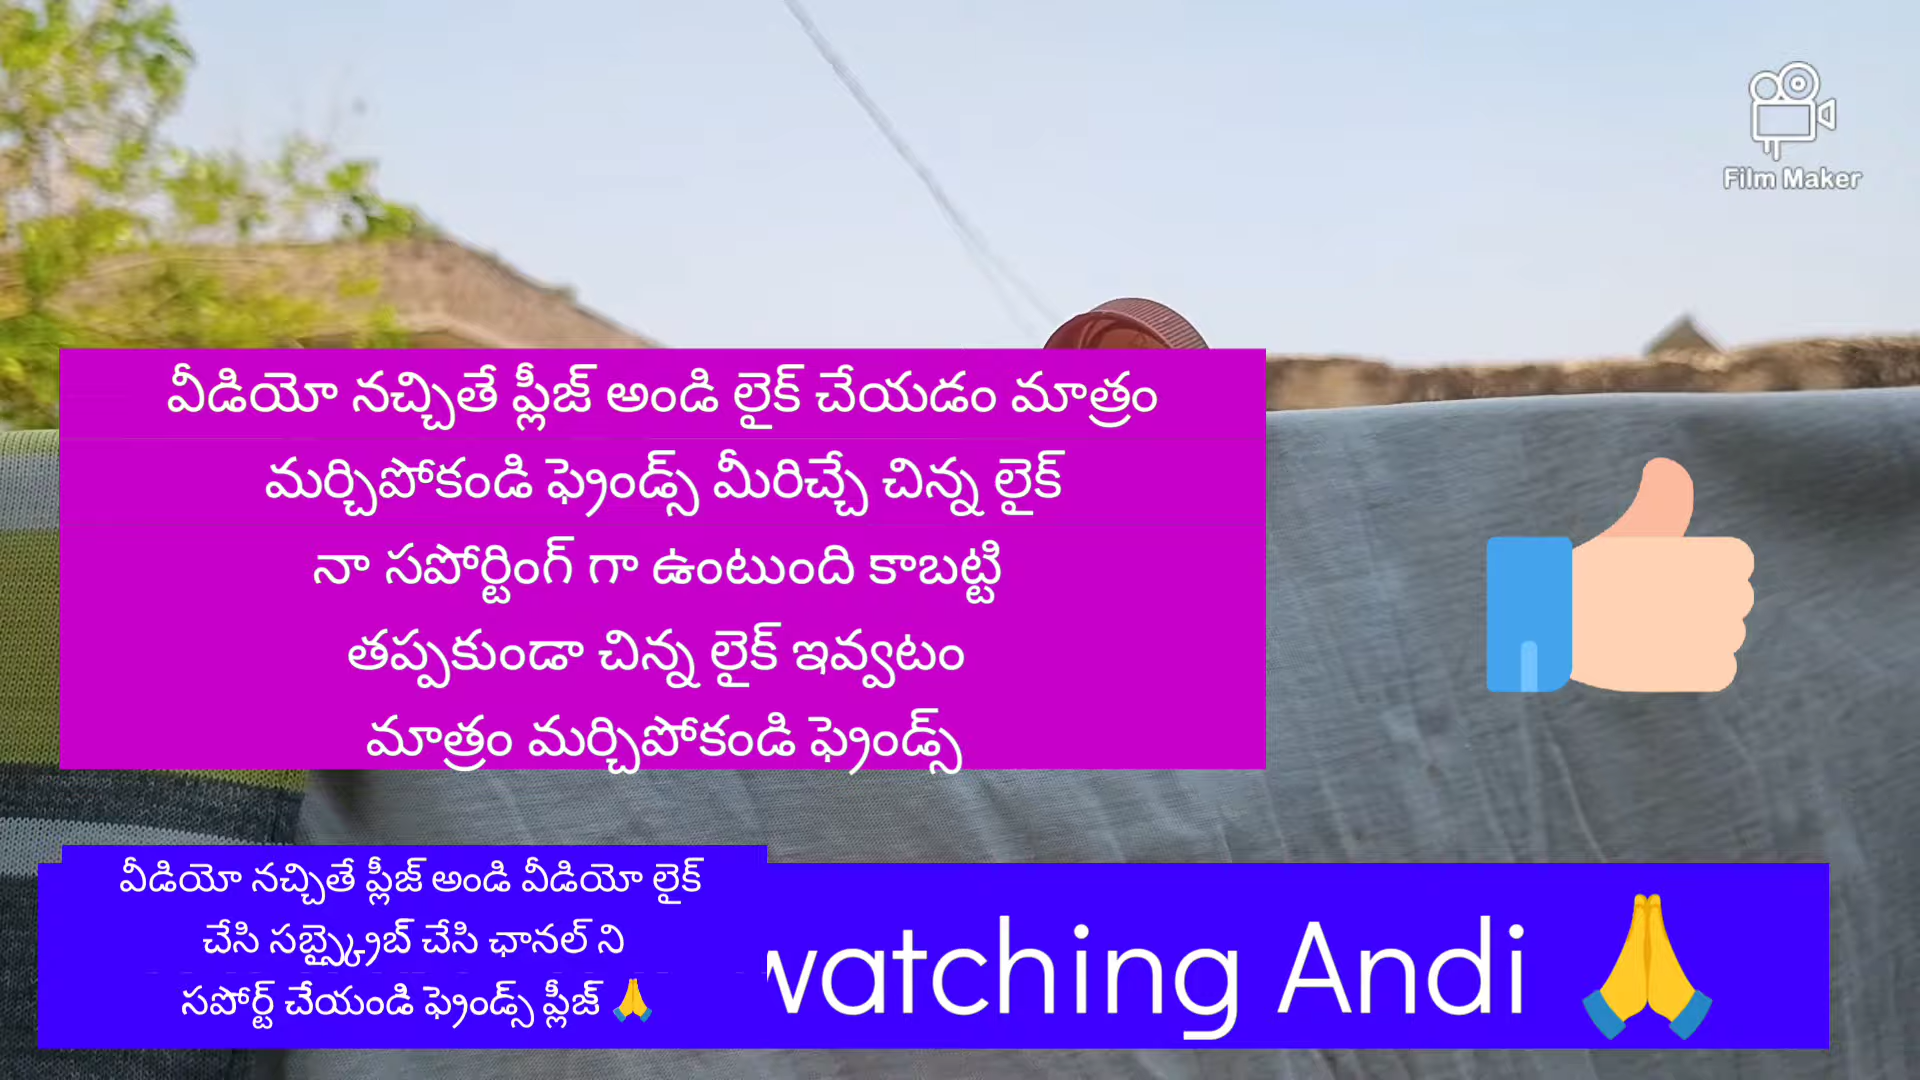 Film Maker
వీడియో నచ్చితే ప్లీజ్ అండి లైక్ చేయడం మాత్రం
మర్చిపోకండి ఫ్రెండ్స్ మీరిచ్చే చిన్న లైక్
నా సపోర్టింగ్ గా ఉంటుంది కాబట్టి
తప్పకుండా చిన్న లైక్ ఇవ్వటం
మాత్రం మర్చిపోకండి ఫ్రెండ్స్
వీడియో నచ్చితే ప్లీజ్ అండి వీడియో లైక్
చేసి సబ్స్క్రైబ్ చేసి ఛానల్ ని
సపోర్ట్ చేయండి ఫ్రెండ్స్ ప్లీజ్ 🙏
watching Andi 🙏